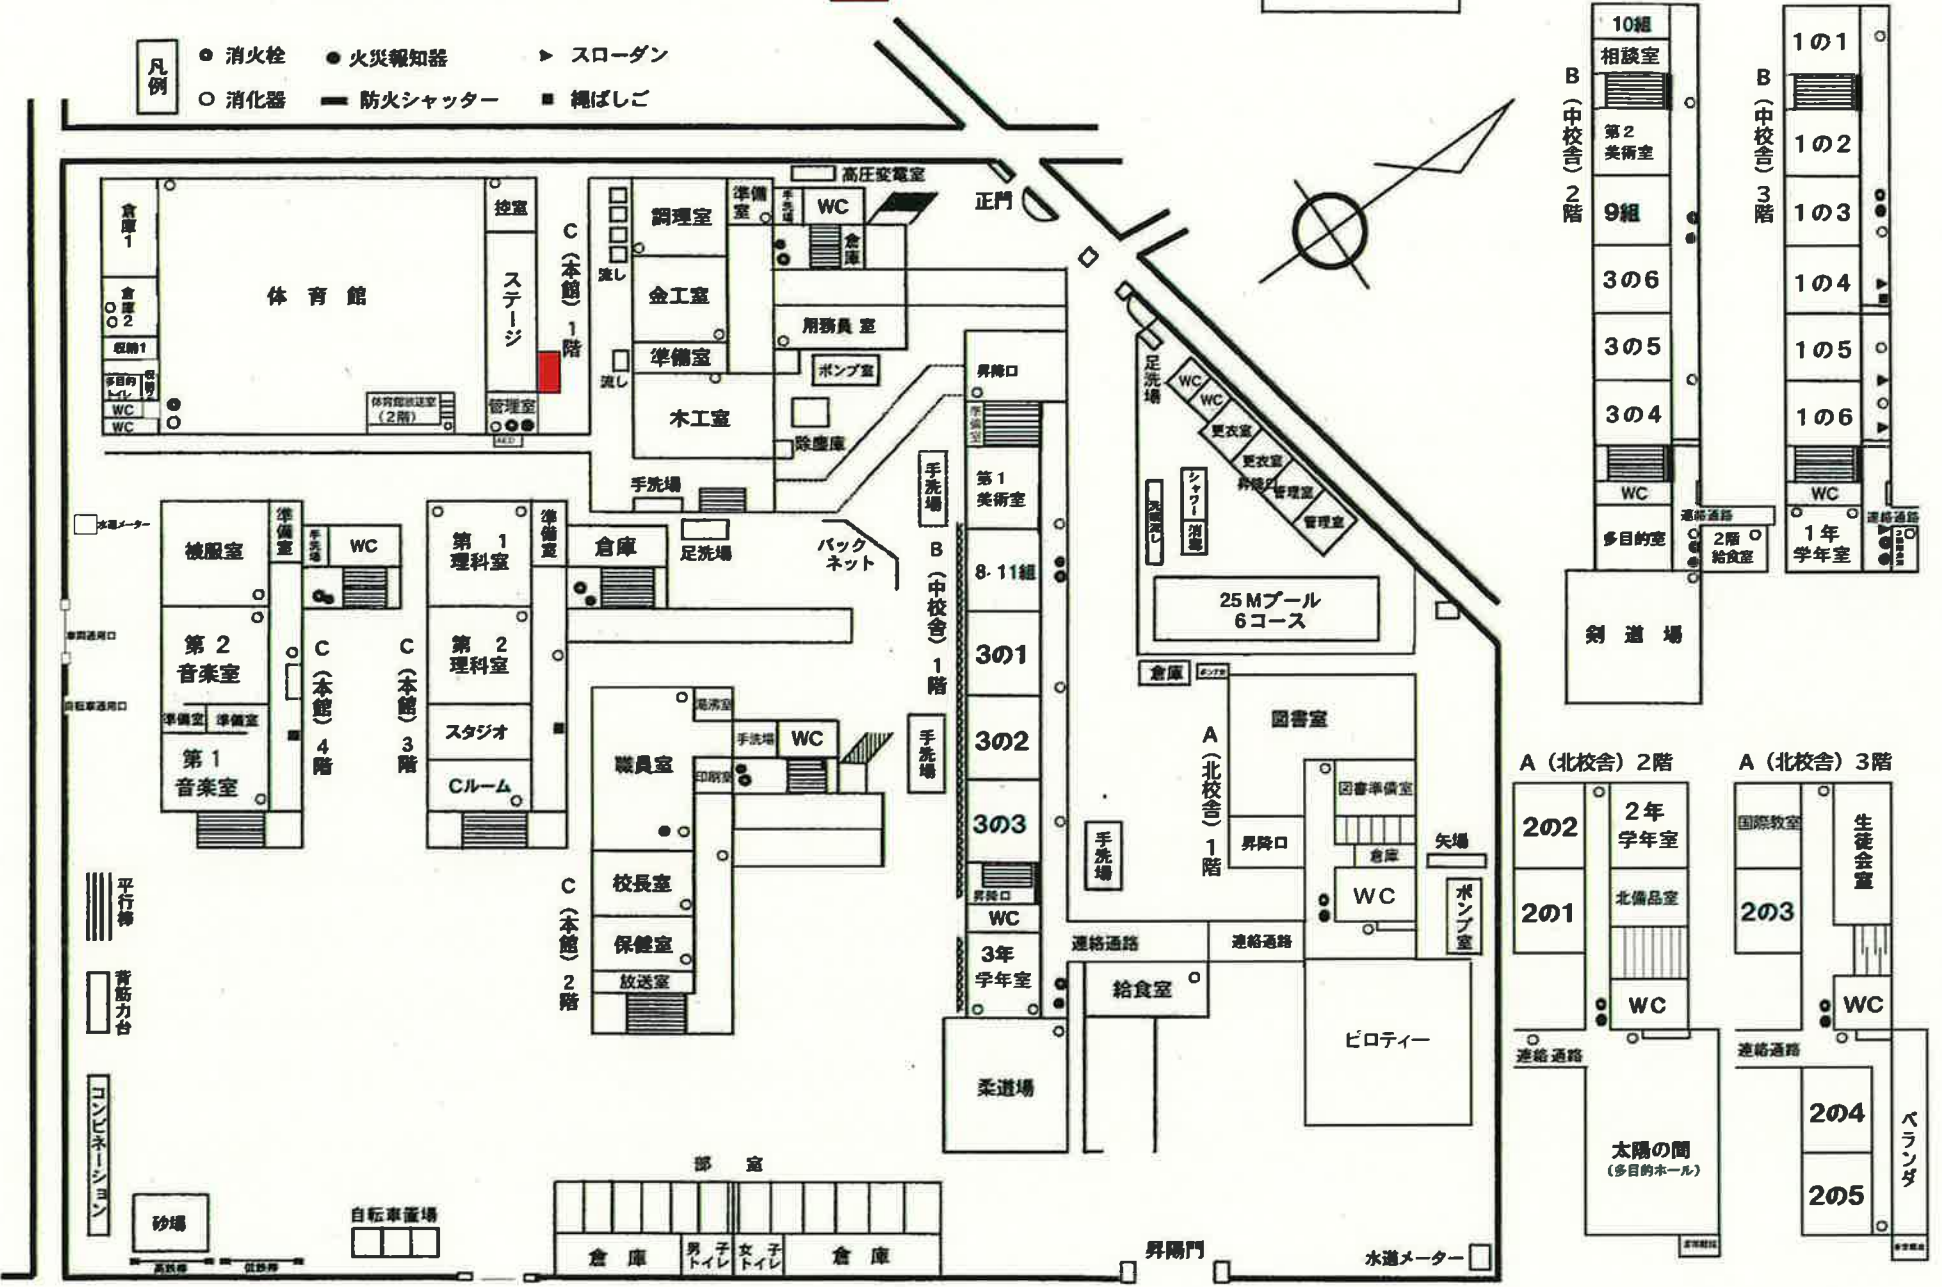 凡例
消火栓
火災報知器
スローダン
消化器
防火シャッター
縄ばしご
高圧変電室
正門
倉庫1
倉庫2
収納1
多目的トイレ
WC
WC
体育館
体育館放送室
(2階)
控室
ステージ
管理室
AED
C(本館)1階
流し
流し
調理室
準備室
手洗場
WC
倉庫
金工室
準備室
木工室
用務員室
ポンプ室
除塵庫
手洗場
足洗場
バックネット
水道メーター
車両通用口
自転車通用口
被服室
準備室
手洗場
WC
第2
音楽室
準備室
準備室
第1
音楽室
C(本館)4階
第1
理科室
準備室
倉庫
第2
理科室
スタジオ
Cルーム
C(本館)3階
職員室
湯沸室
手洗場
WC
印刷室
校長室
保健室
放送室
C(本館)2階
平行棒
背筋力台
コンビネーション
砂場
高鉄棒
低鉄棒
自転車置場
部室
倉庫
男子
トイレ
女子
トイレ
倉庫
昇降口
準備室
手洗場
第1
美術室
8・11組
3の1
3の2
3の3
昇降口
WC
3年
学年室
B(中校舎)1階
手洗場
柔道場
手洗場
連絡通路
連絡通路
給食室
ピロティー
足洗場
WC
WC
更衣室
更衣室
昇降口
管理室
管理室
シャワー
消毒
25Mプール
6コース
倉庫
ポンプ室
図書室
図書準備室
昇降口
倉庫
WC
A(北校舎)1階
矢場
ポンプ室
昇陽門
水道メーター
B(中校舎)2階
10組
相談室
第2
美術室
9組
3の6
3の5
3の4
WC
多目的室
連絡通路
2階
給食室
剣道場
B(中校舎)3階
1の1
1の2
1の3
1の4
1の5
1の6
WC
1年
学年室
連絡通路
A(北校舎)2階
2の2
2の1
2年
学年室
北備品室
WC
連絡通路
太陽の間
(多目的ホール)
A(北校舎)3階
国際教室
2の3
生徒会室
WC
連絡通路
2の4
2の5
ベランダ